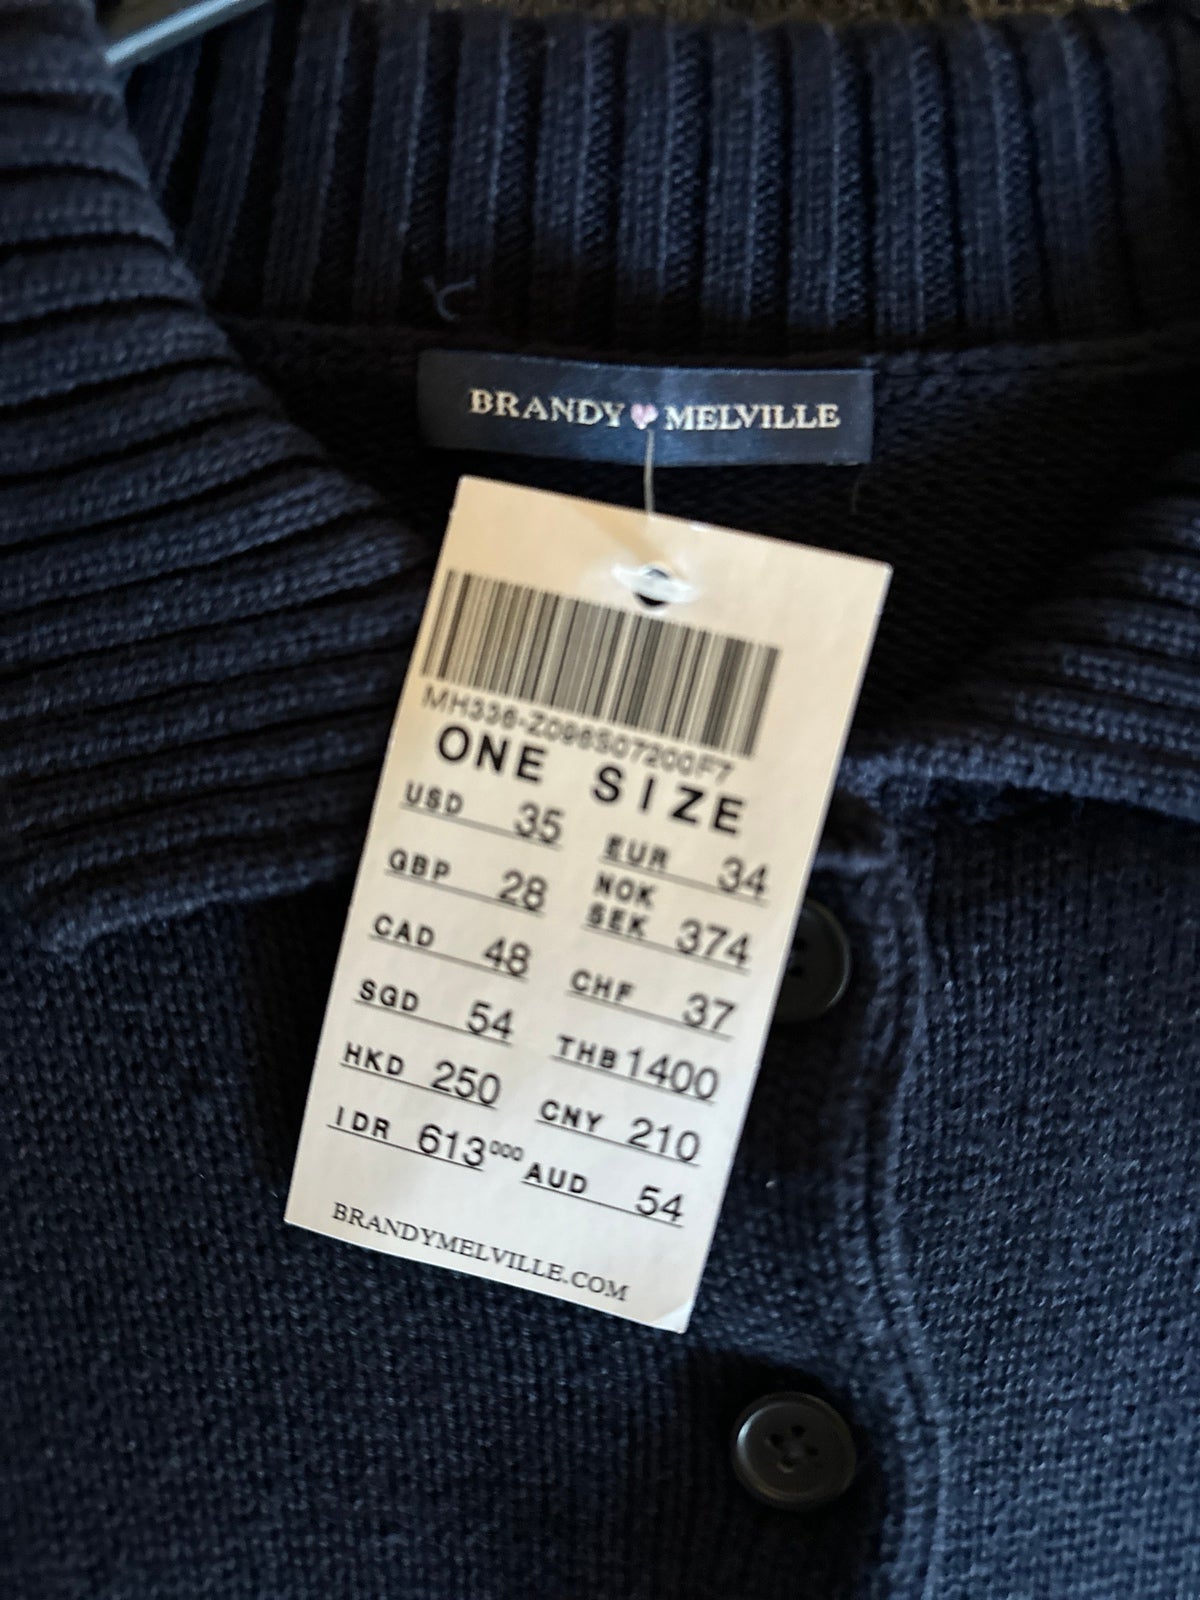 BRANDY MELVILLE
MH336-Z096S07200F7
ONE SIZE
USD 35 EUR 34
GBP 28 NOK SEK 374
CAD 48 CHF 37
SGD 54 THB 1400
HKD 250 CNY 210
IDR 613000 AUD 54
BRANDYMELVILLE.COM